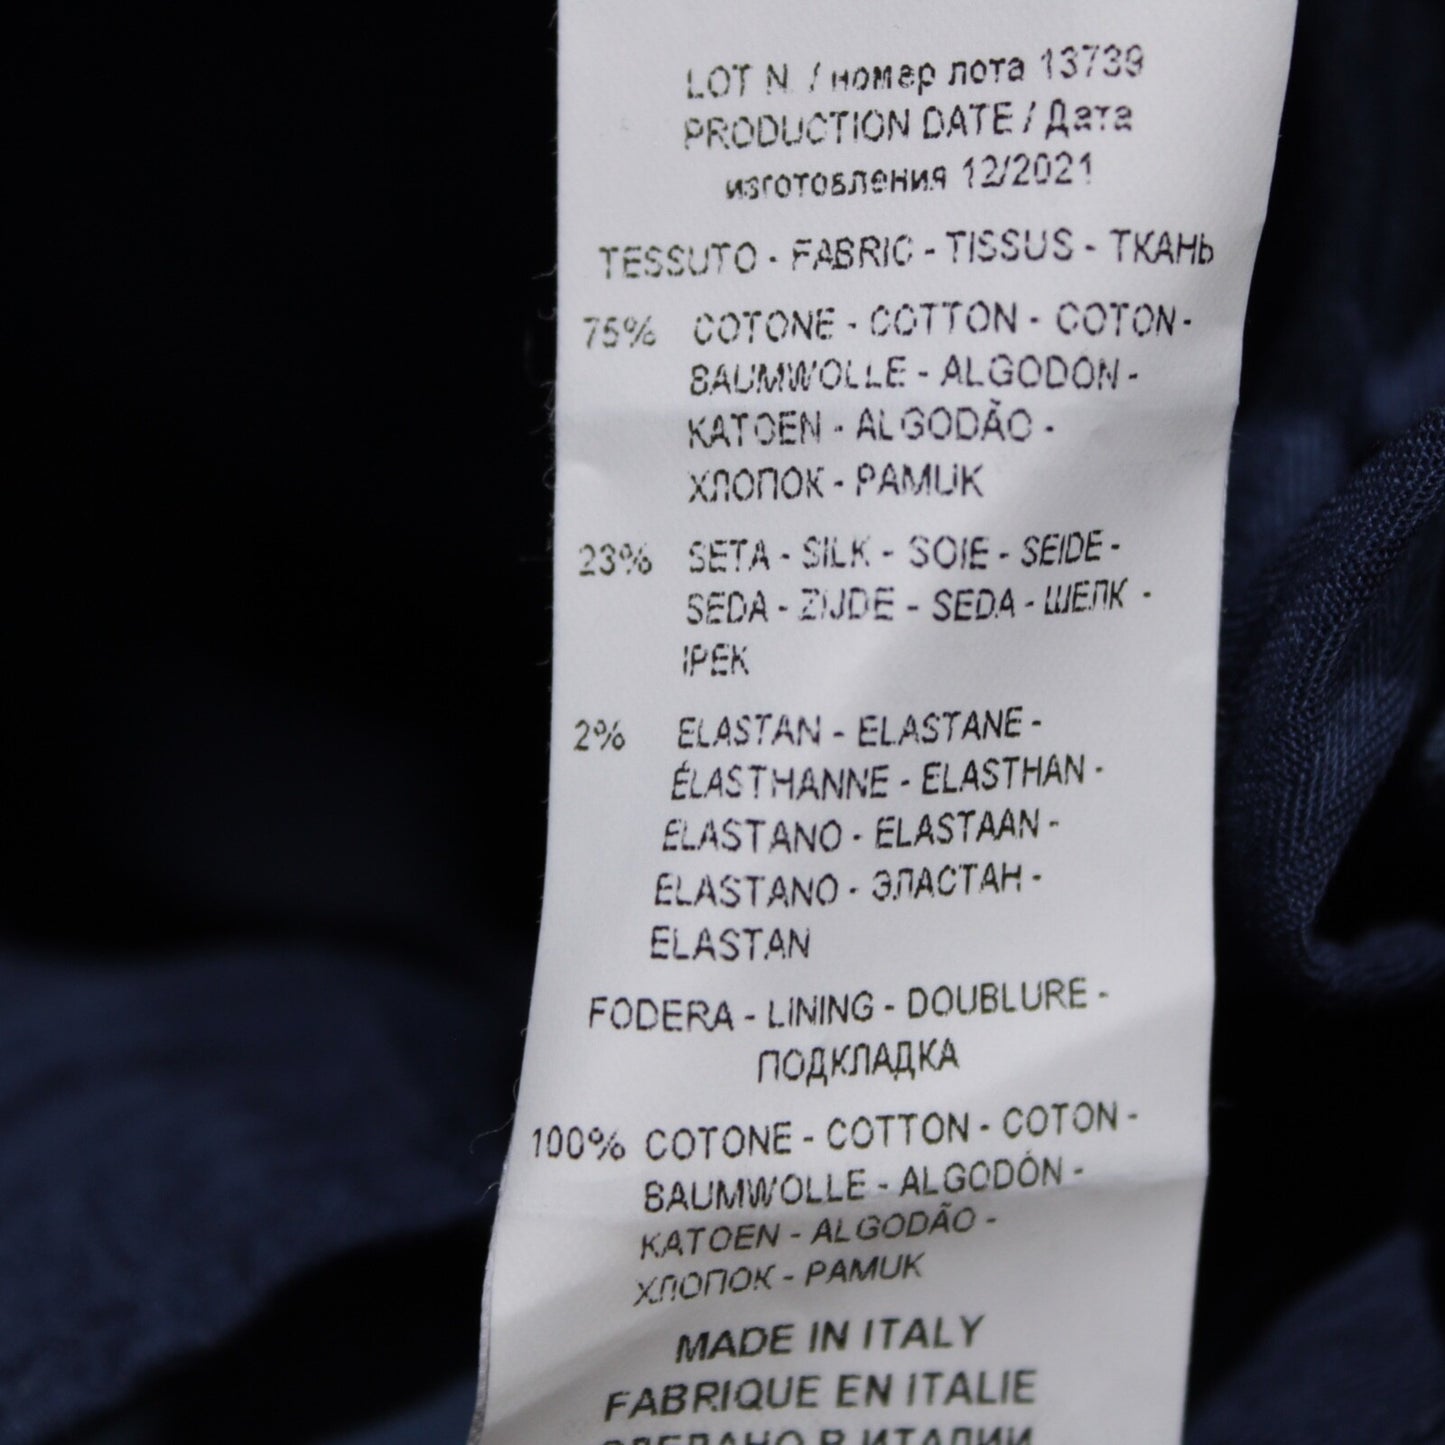 LOT N. / номер лота 13739
PRODUCTION DATE / Дата
изготовления 12/2021
TESSUTO - FABRIC - TISSUS - ТКАНЬ
75% COTONE - COTTON - COTON -
BAUMWOLLE - ALGODÓN -
KATOEN - ALGODÃO -
ХЛОПОК - PAMUK
23% SETA - SILK - SOIE - SEIDE -
SEDA - ZIJDE - SEDA - ШЕЛК -
IPEK
2% ELASTAN - ELASTANE -
ÉLASTHANNE - ELASTHAN -
ELASTANO - ELASTAAN -
ELASTANO - ЭЛАСТАН -
ELASTAN
FODERA - LINING - DOUBLURE -
ПОДКЛАДКА
100% COTONE - COTTON - COTON -
BAUMWOLLE - ALGODÓN -
KATOEN - ALGODÃO -
ХЛОПОК - PAMUK
MADE IN ITALY
FABRIQUE EN ITALIE
СДЕЛАНО В ИТАЛИИ